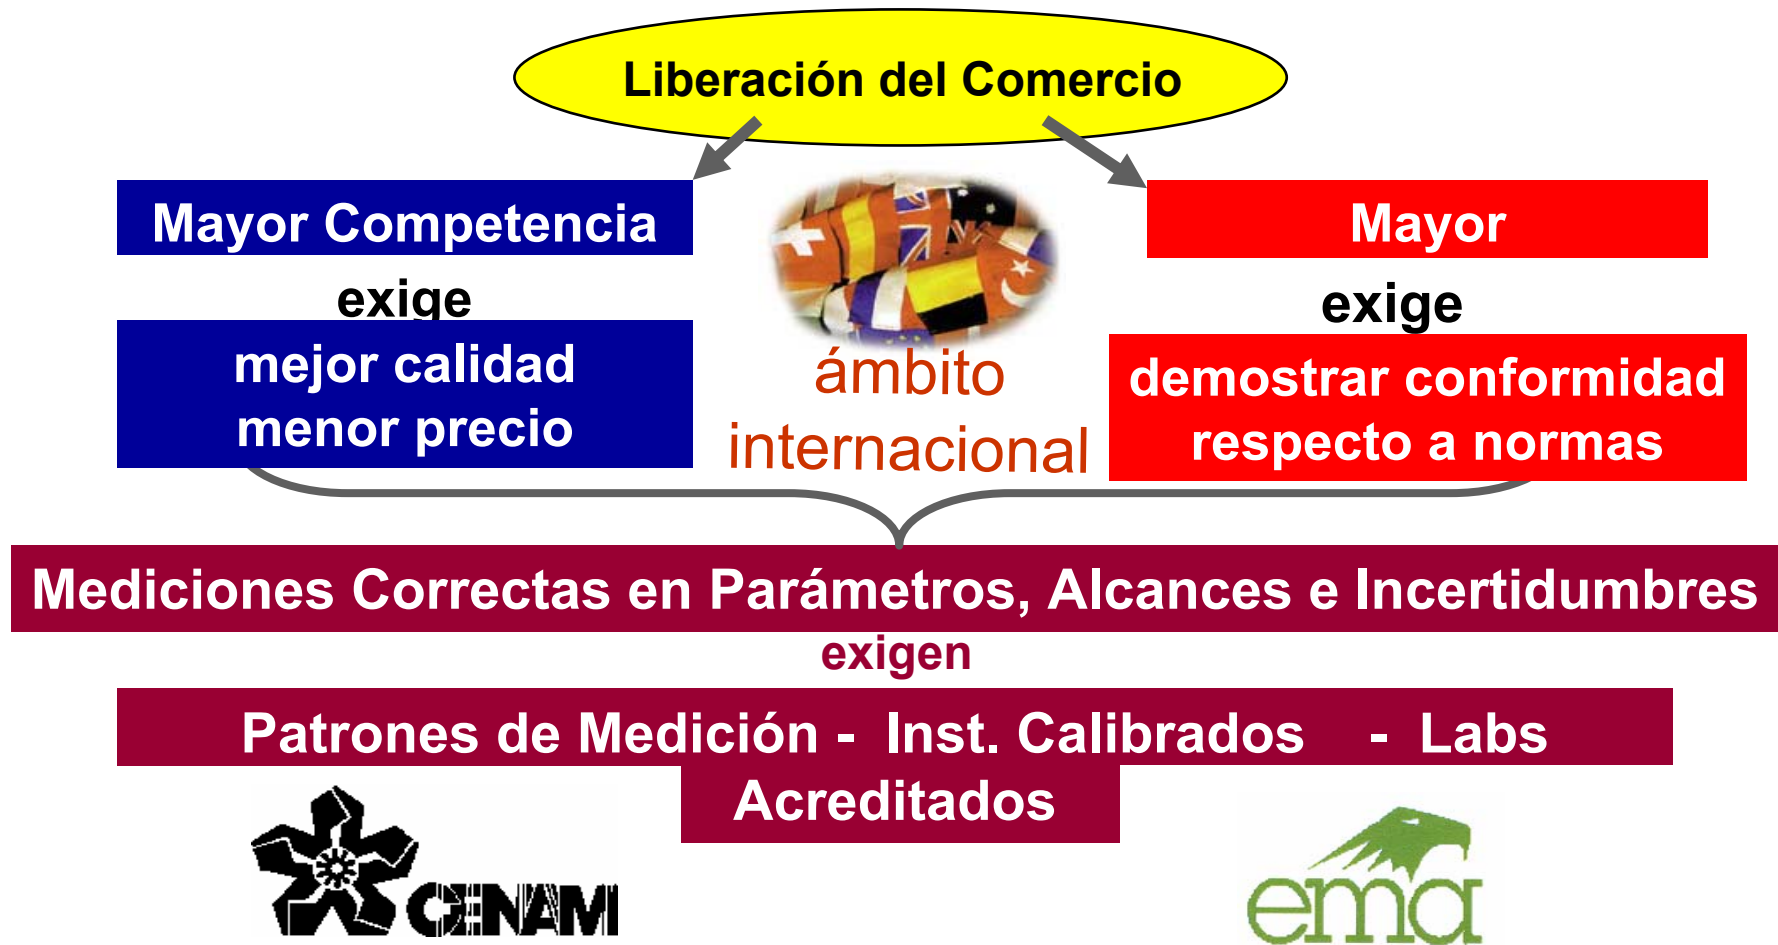 Liberación del Comercio
Mayor Competencia
exige
mejor calidad
menor precio
ámbito
internacional
Mayor
exige
demostrar conformidad
respecto a normas
Mediciones Correctas en Parámetros, Alcances e Incertidumbres
exigen
Patrones de Medición - Inst. Calibrados - Labs
Acreditados
CENAM
ema